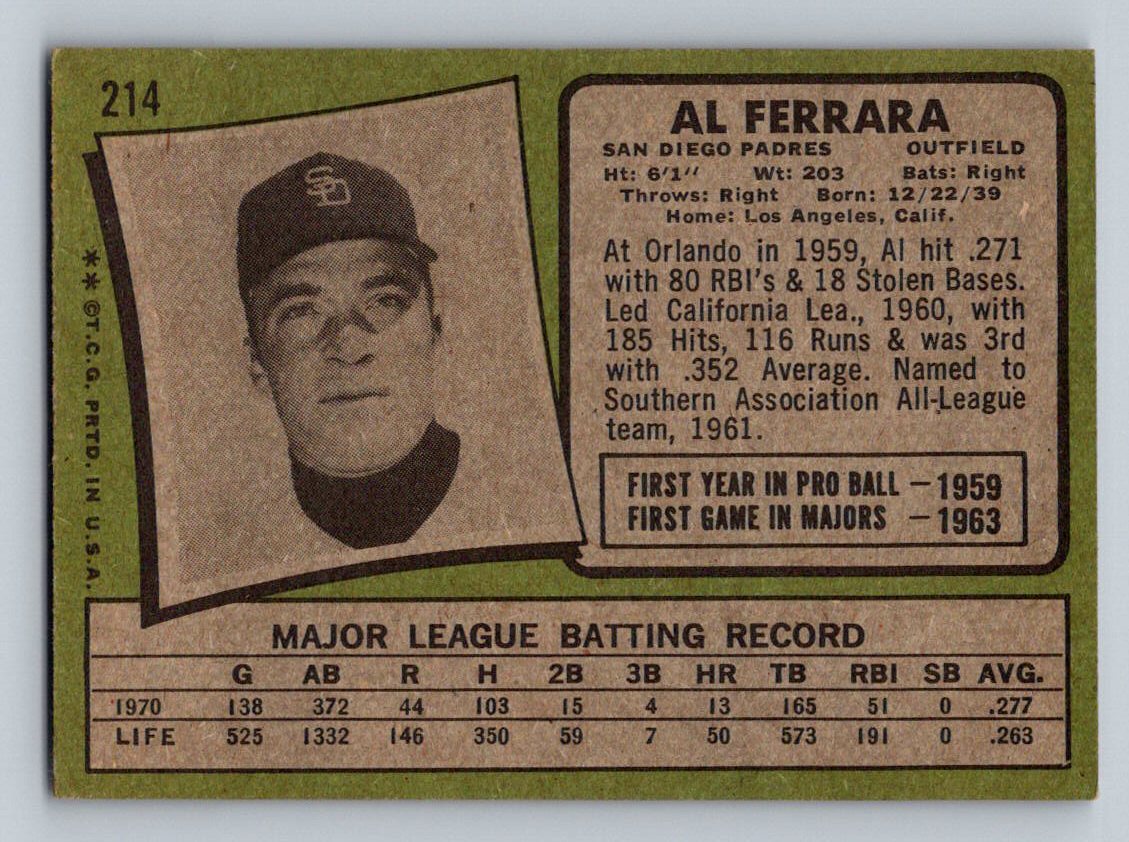 214
SD
AL FERRARA
SAN DIEGO PADRES OUTFIELD
Ht: 6'1'' Wt: 203 Bats: Right
Throws: Right Born: 12/22/39
Home: Los Angeles, Calif.
At Orlando in 1959, Al hit .271
with 80 RBI's & 18 Stolen Bases.
Led California Lea., 1960, with
185 Hits, 116 Runs & was 3rd
with .352 Average. Named to
Southern Association All-League
team, 1961.
FIRST YEAR IN PRO BALL — 1959
FIRST GAME IN MAJORS — 1963
** ©T.C.G. PRTD. IN U.S.A.
MAJOR LEAGUE BATTING RECORD
G AB R H 2B 3B HR TB RBI SB AVG.
1970 138 372 44 103 15 4 13 165 51 0 .277
LIFE 525 1332 146 350 59 7 50 573 191 0 .263